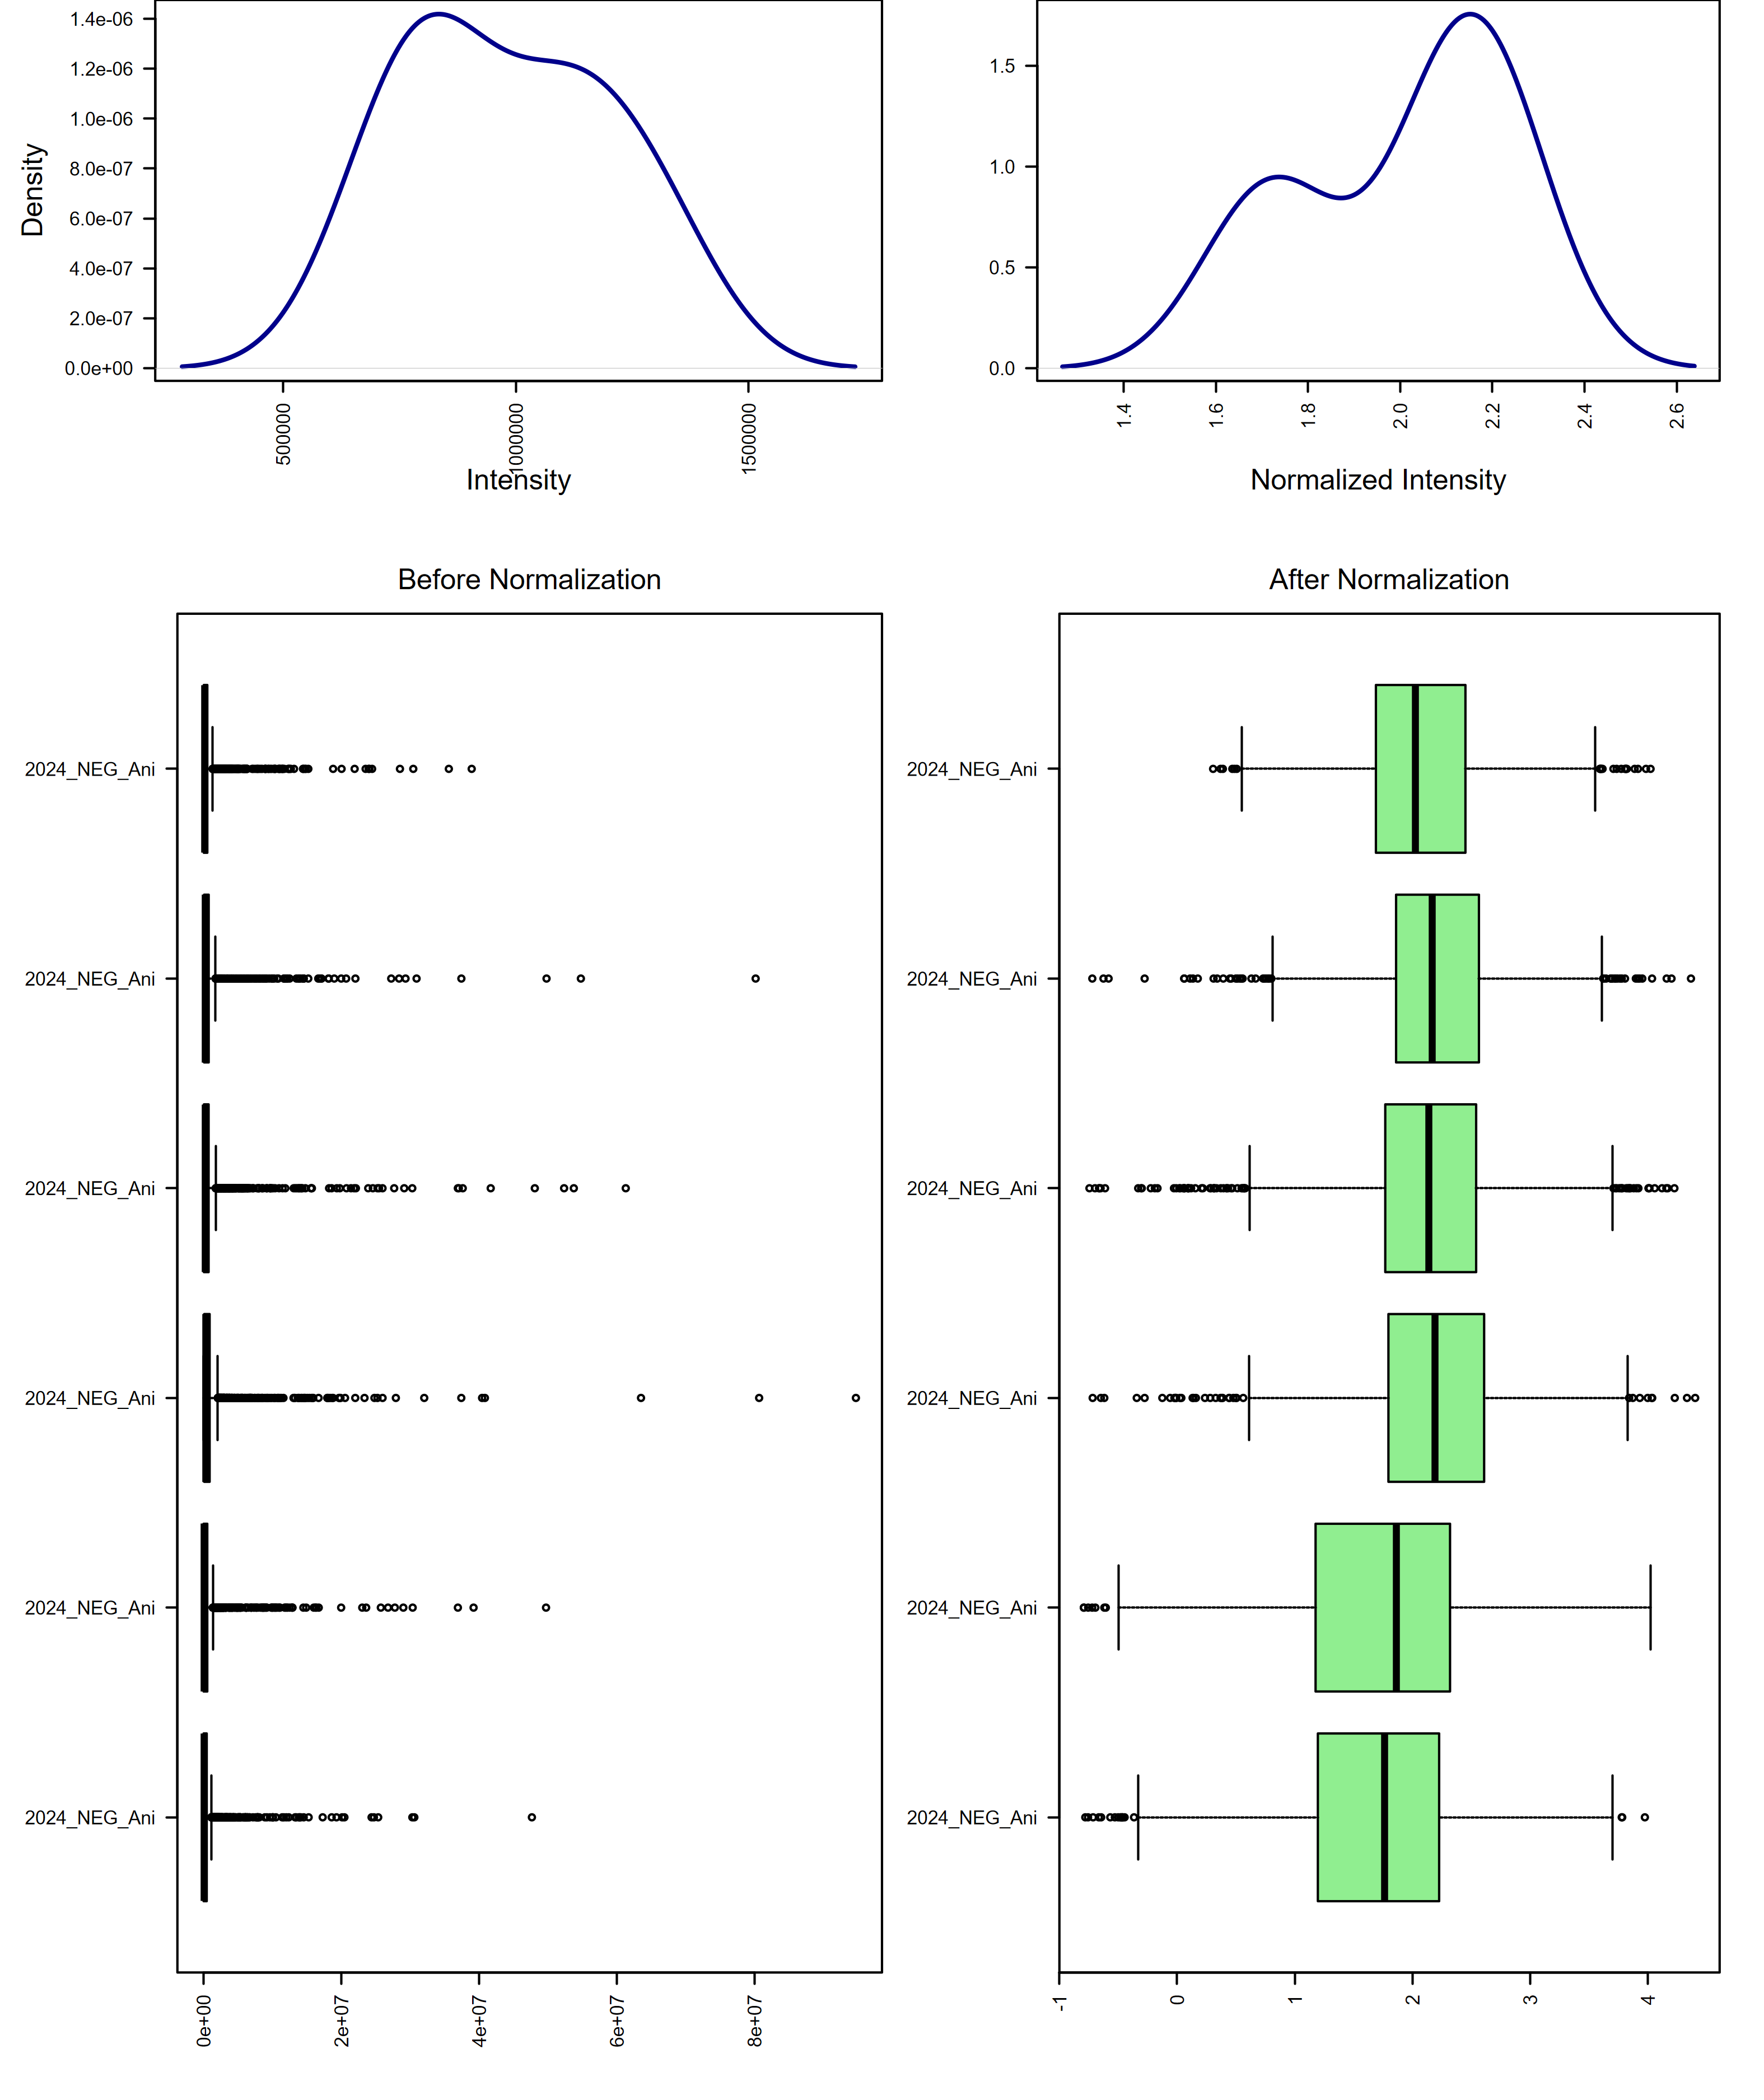 Density
1.4e-06
1.2e-06
1.0e-06
8.0e-07
6.0e-07
4.0e-07
2.0e-07
0.0e+00
500000
1000000
1500000
Intensity
1.5
1.0
0.5
0.0
1.4
1.6
1.8
2.0
2.2
2.4
2.6
Normalized Intensity
Before Normalization
2024_NEG_Ani
2024_NEG_Ani
2024_NEG_Ani
2024_NEG_Ani
2024_NEG_Ani
2024_NEG_Ani
0e+00
2e+07
4e+07
6e+07
8e+07
After Normalization
2024_NEG_Ani
2024_NEG_Ani
2024_NEG_Ani
2024_NEG_Ani
2024_NEG_Ani
2024_NEG_Ani
-1
0
1
2
3
4